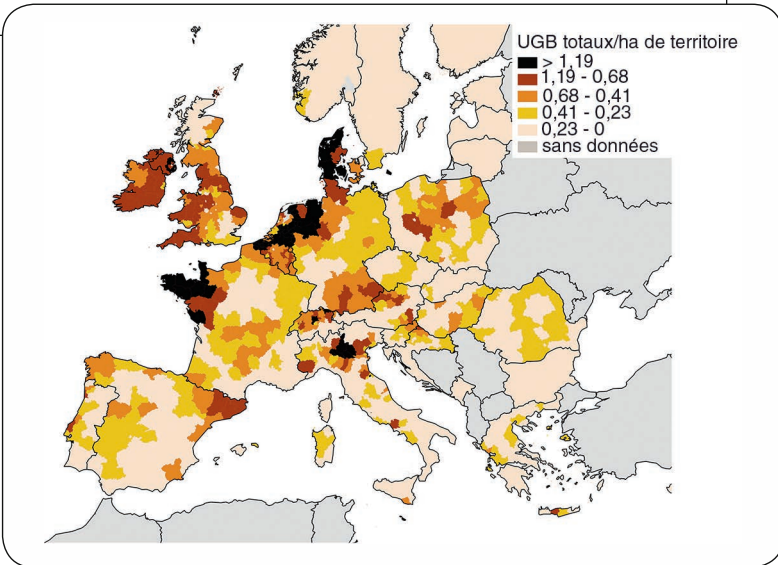 UGB totaux/ha de territoire
> 1,19
1,19 - 0,68
0,68 - 0,41
0,41 - 0,23
0,23 - 0
sans données